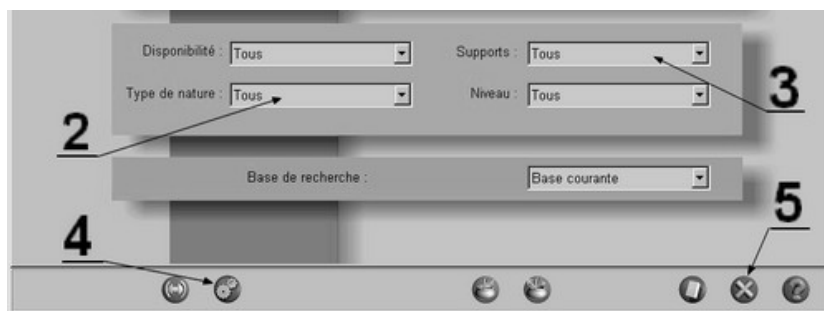 Disponibilité : Tous Supports : Tous
Type de nature : Tous Niveau : Tous
3
2
Base de recherche : Base courante
5
4